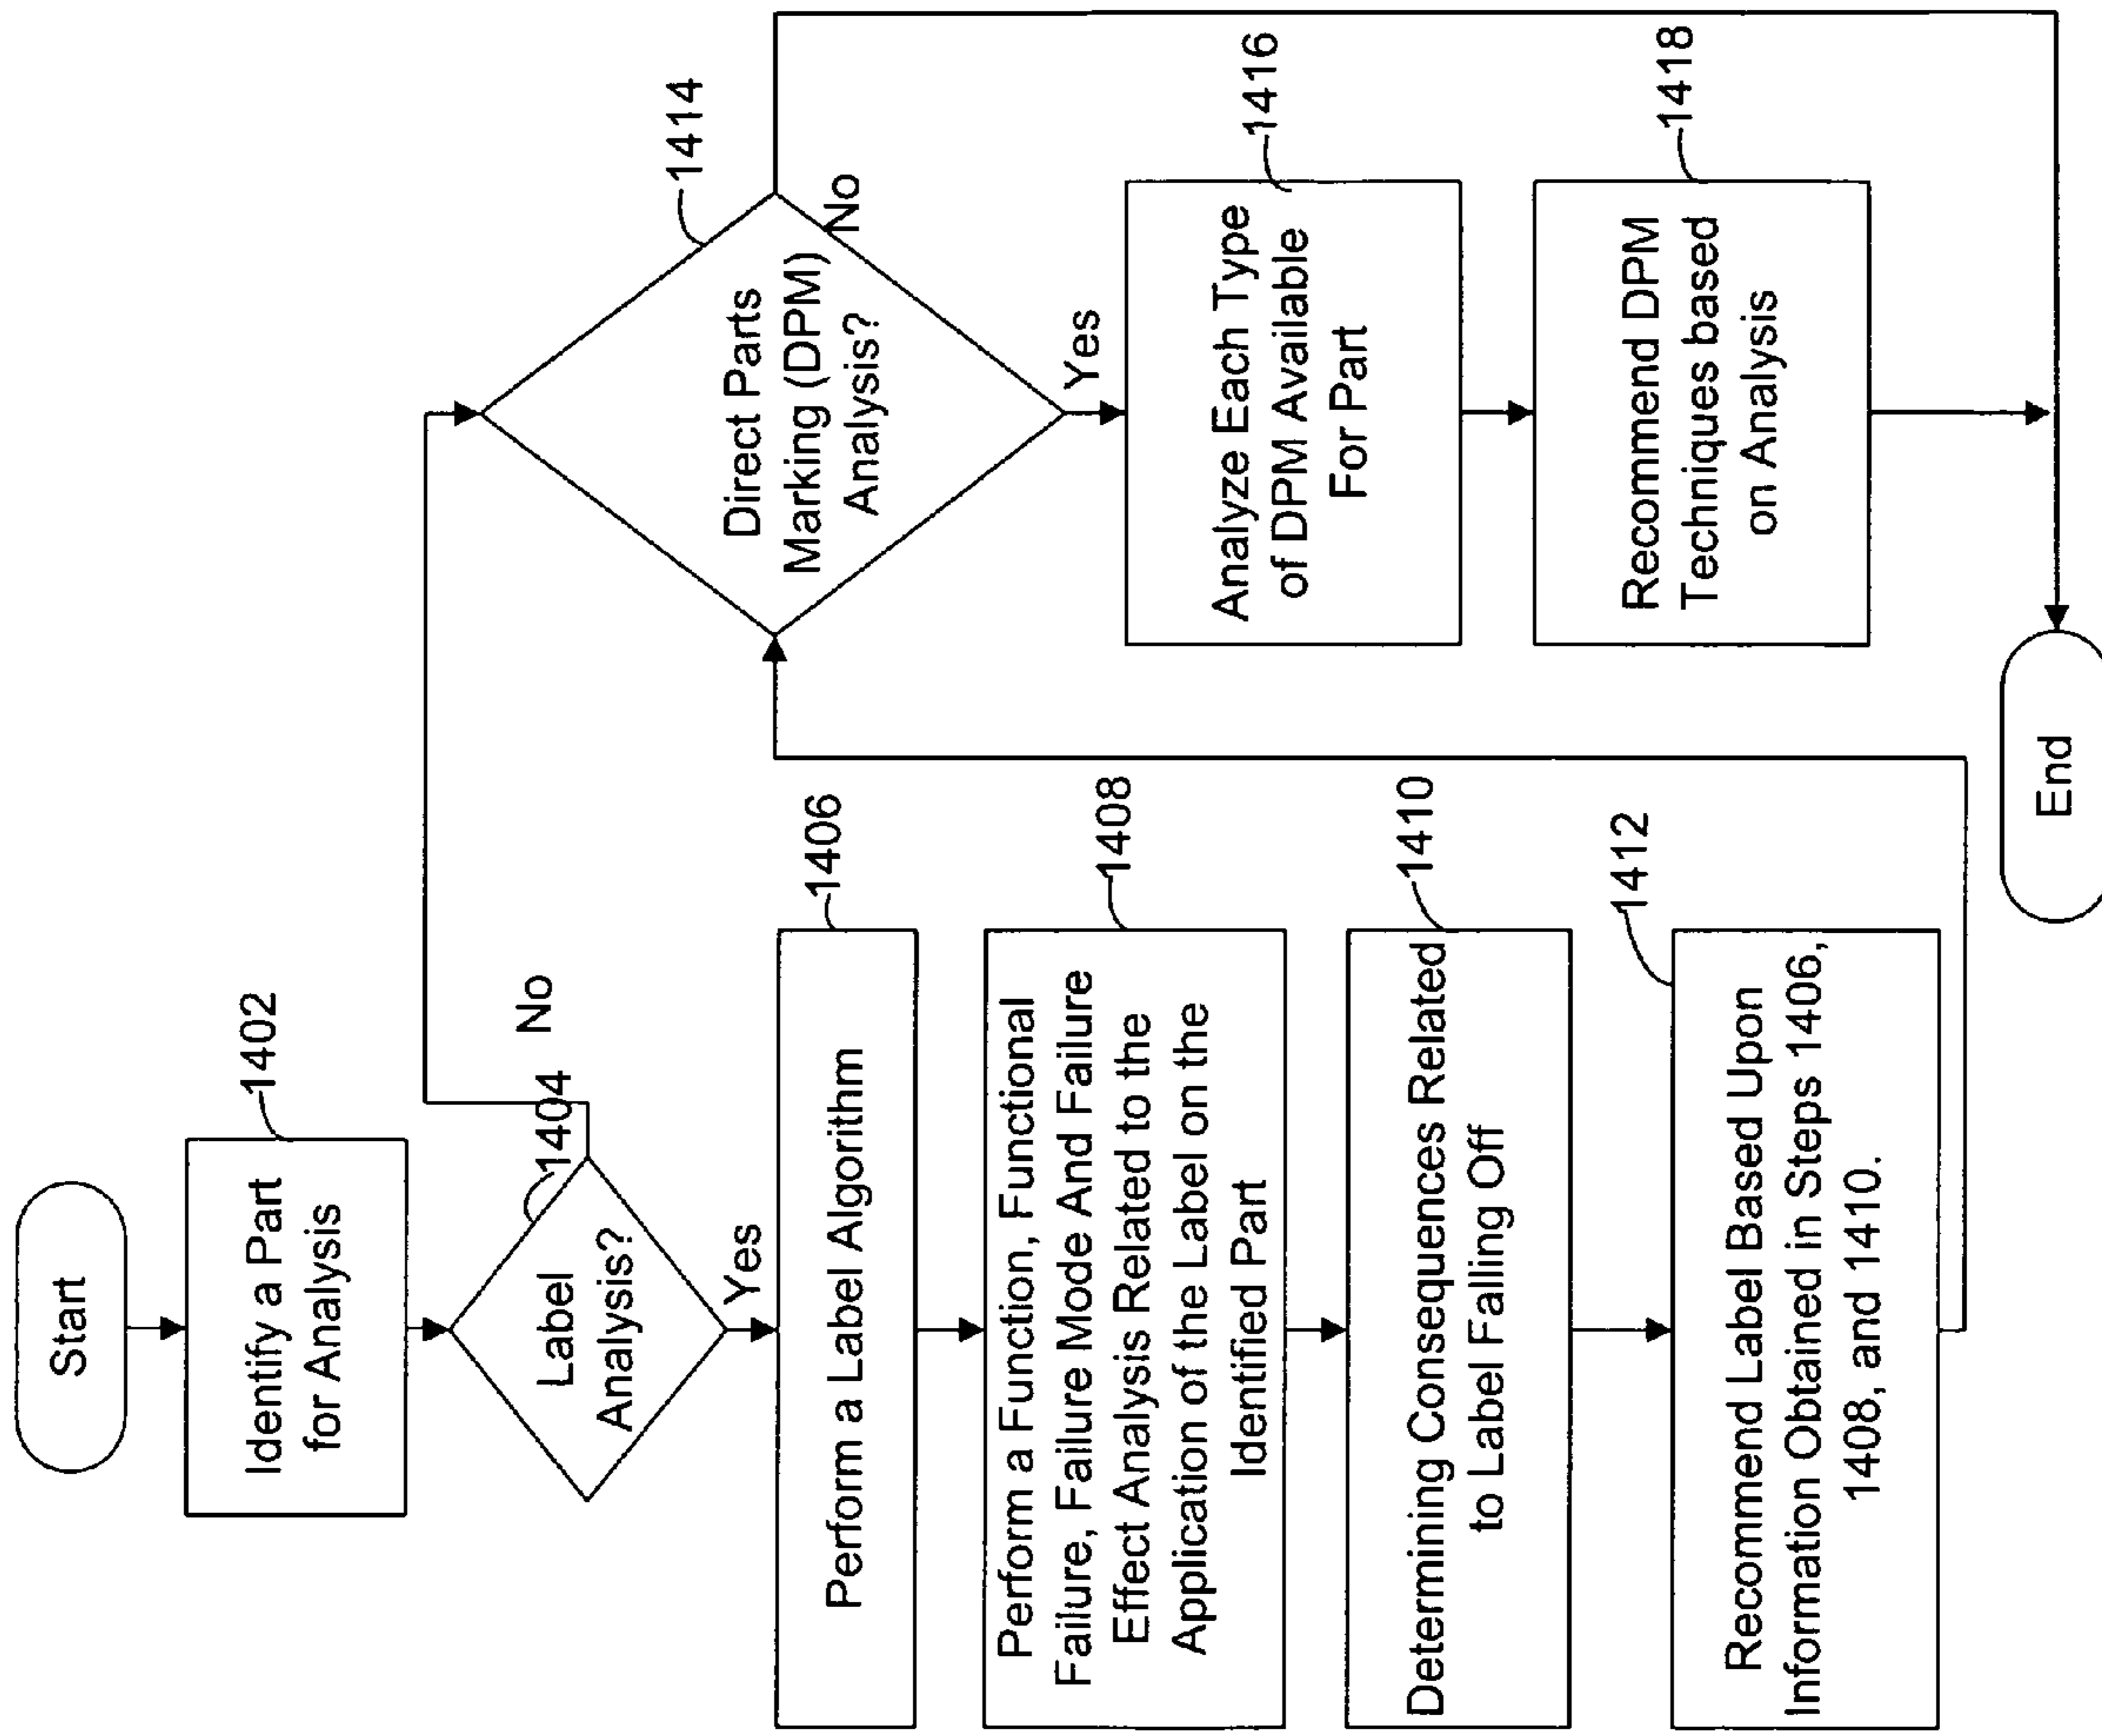 Start
1402
Identify a Part
for Analysis
1404
No
Label
Analysis?
Yes
1406
Perform a Label Algorithm
1408
Perform a Function, Functional
Failure, Failure Mode And Failure
Effect Analysis Related to the
Application of the Label on the
Identified Part
1410
Determining Consequences Related
to Label Falling Off
1412
Recommend Label Based Upon
Information Obtained in Steps 1406,
1408, and 1410.
1414
Direct Parts
Marking (DPM)
Analysis?
No
Yes
1416
Analyze Each Type
of DPM Available
For Part
1418
Recommend DPM
Techniques based
on Analysis
End